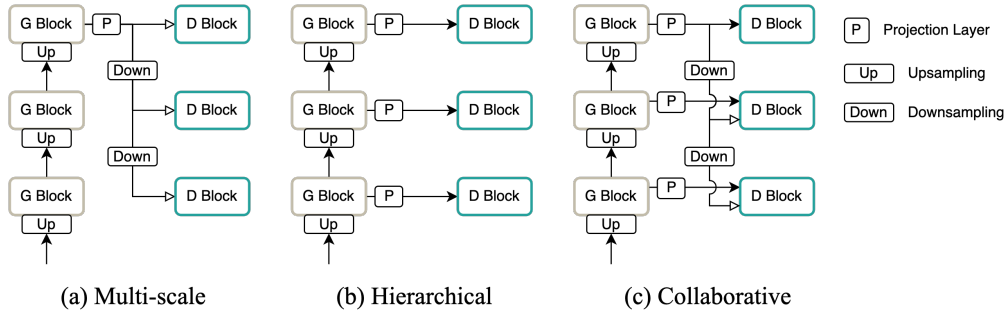 G Block
P
D Block
Up
Down
G Block
D Block
Up
Down
G Block
D Block
Up
(a) Multi-scale
G Block
P
D Block
Up
G Block
P
D Block
Up
G Block
P
D Block
Up
(b) Hierarchical
G Block
P
D Block
Up
Down
G Block
P
D Block
Up
Down
G Block
P
D Block
Up
(c) Collaborative
P
Projection Layer
Up
Upsampling
Down
Downsampling